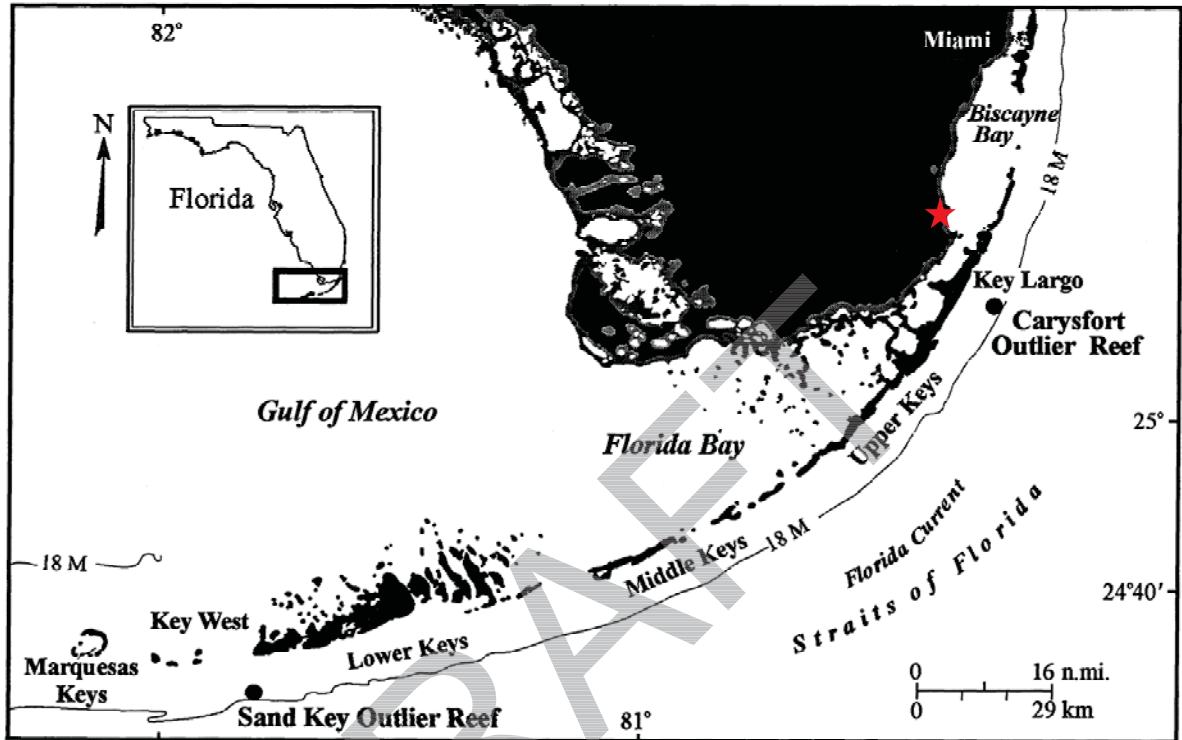 82°
Miami
N
Biscayne
Bay
18 M
Florida
Key Largo
Carysfort
Outlier Reef
Gulf of Mexico
Florida Bay
Upper Keys
25°
18 M
Middle Keys
18 M
Florida Current
Straits of Florida
24°40'
Key West
Lower Keys
Marquesas
Keys
Sand Key Outlier Reef
81°
0 16 n.mi.
0 29 km
RAFT